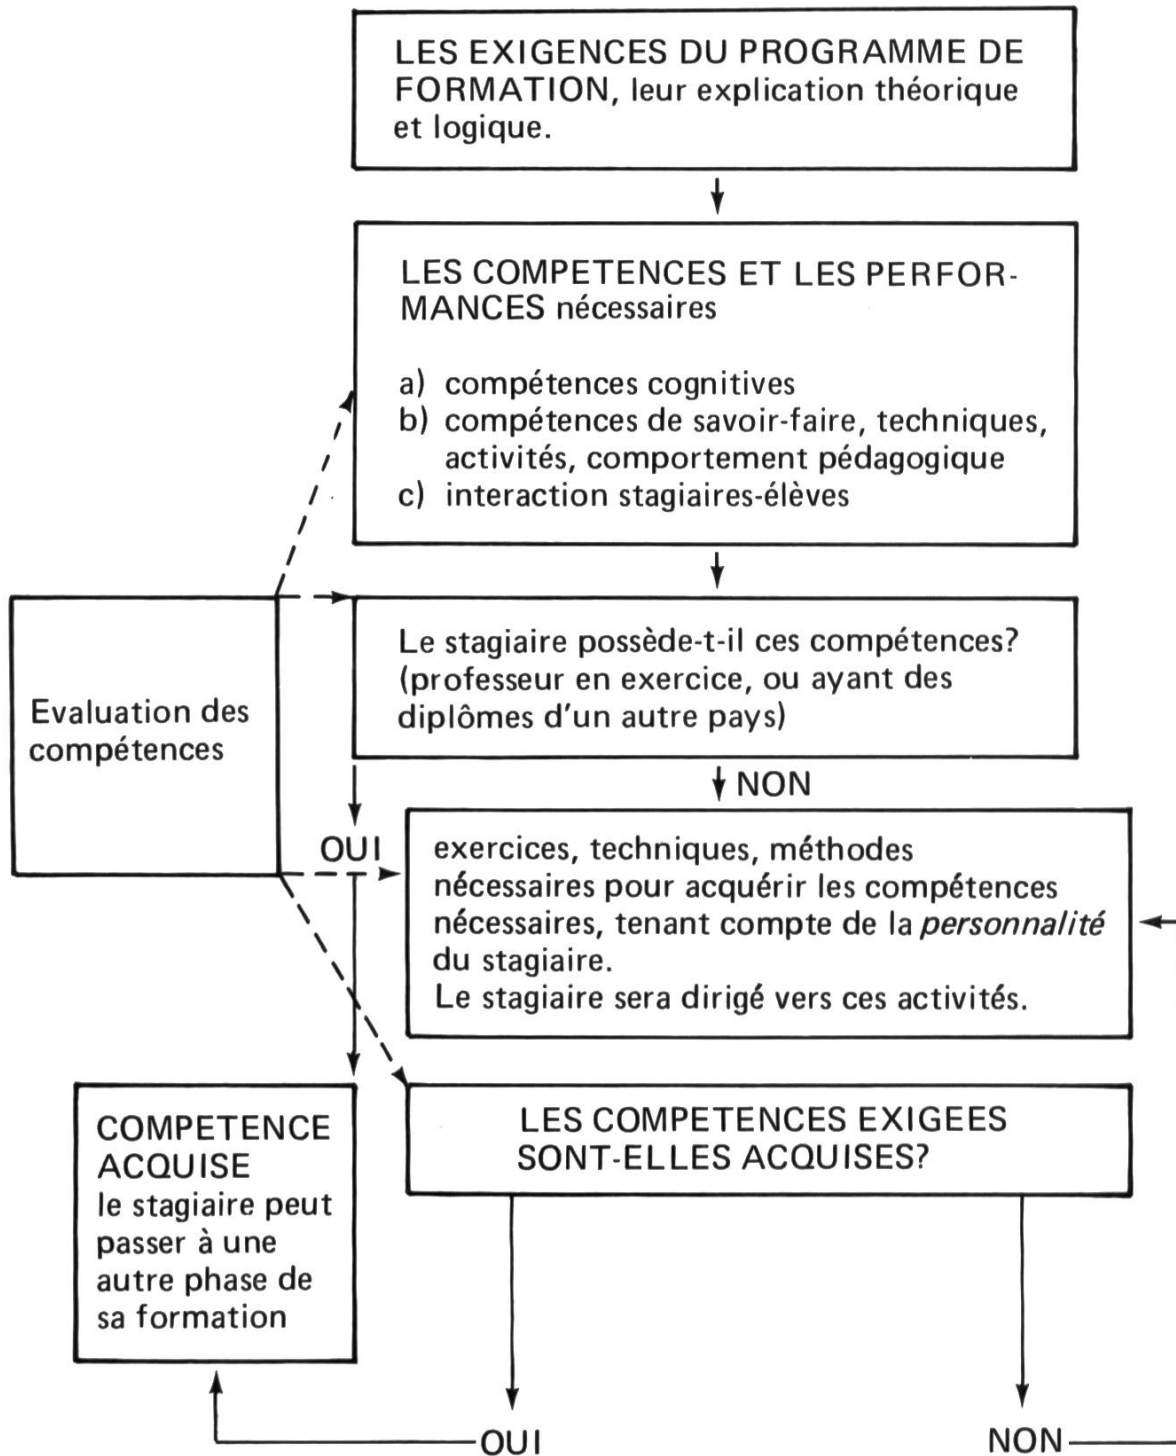 LES EXIGENCES DU PROGRAMME DE
FORMATION, leur explication théorique
et logique.
LES COMPETENCES ET LES PERFOR-
MANCES nécessaires
a) compétences cognitives
b) compétences de savoir-faire, techniques,
activités, comportement pédagogique
c) interaction stagiaires-élèves
Evaluation des
compétences
Le stagiaire possède-t-il ces compétences?
(professeur en exercice, ou ayant des
diplômes d'un autre pays)
NON
OUI
exercices, techniques, méthodes
nécessaires pour acquérir les compétences
nécessaires, tenant compte de la personnalité
du stagiaire.
Le stagiaire sera dirigé vers ces activités.
COMPETENCE
ACQUISE
le stagiaire peut
passer à une
autre phase de
sa formation
LES COMPETENCES EXIGEES
SONT-ELLES ACQUISES?
OUI
NON